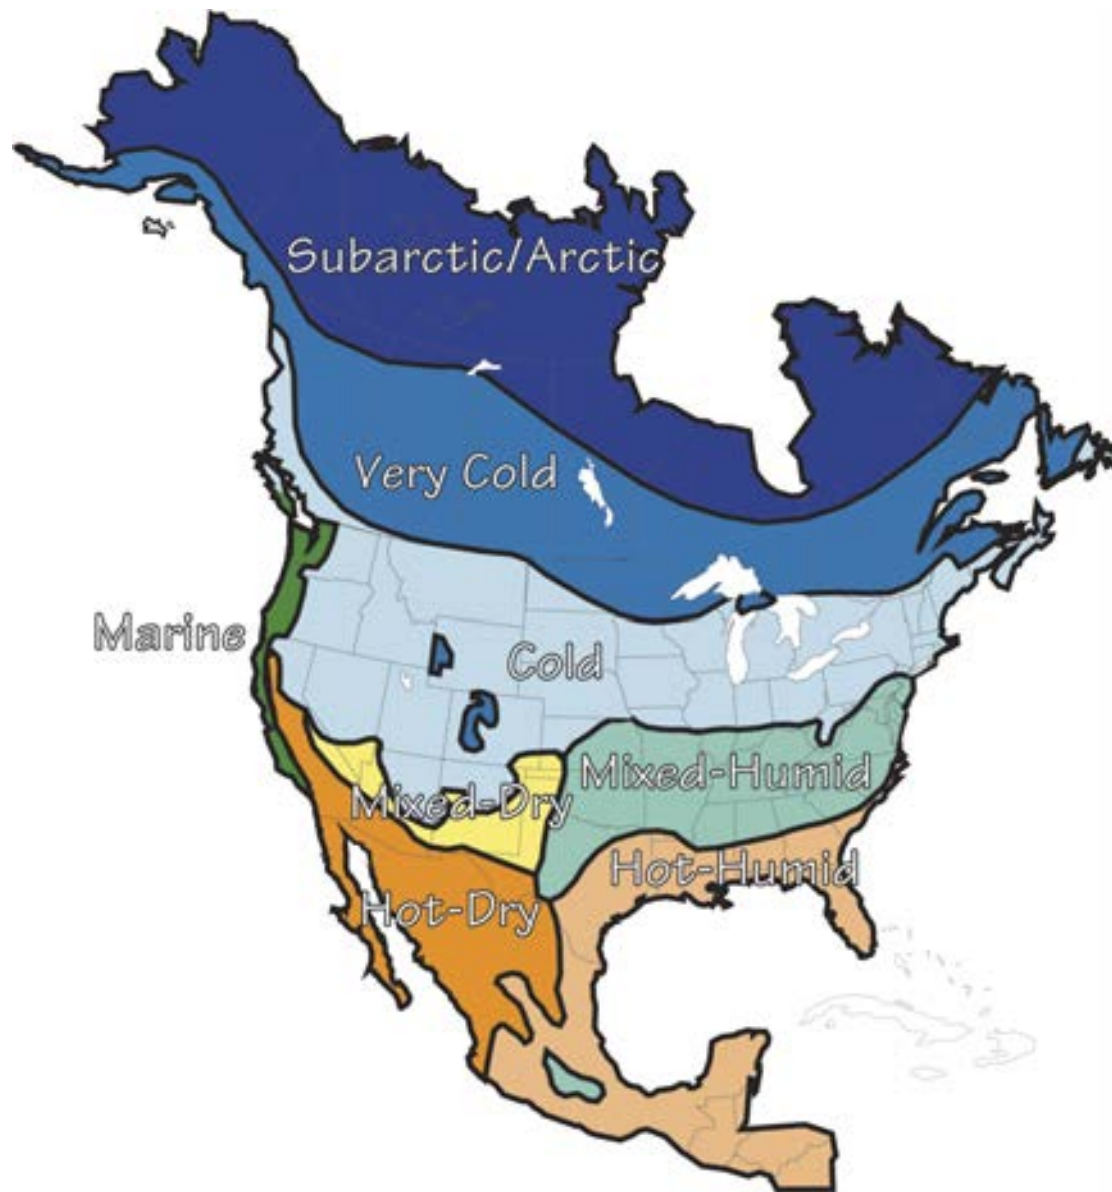 Subarctic/Arctic
Very Cold
Marine
Cold
Mixed-Humid
Mixed-Dry
Hot-Humid
Hot-Dry